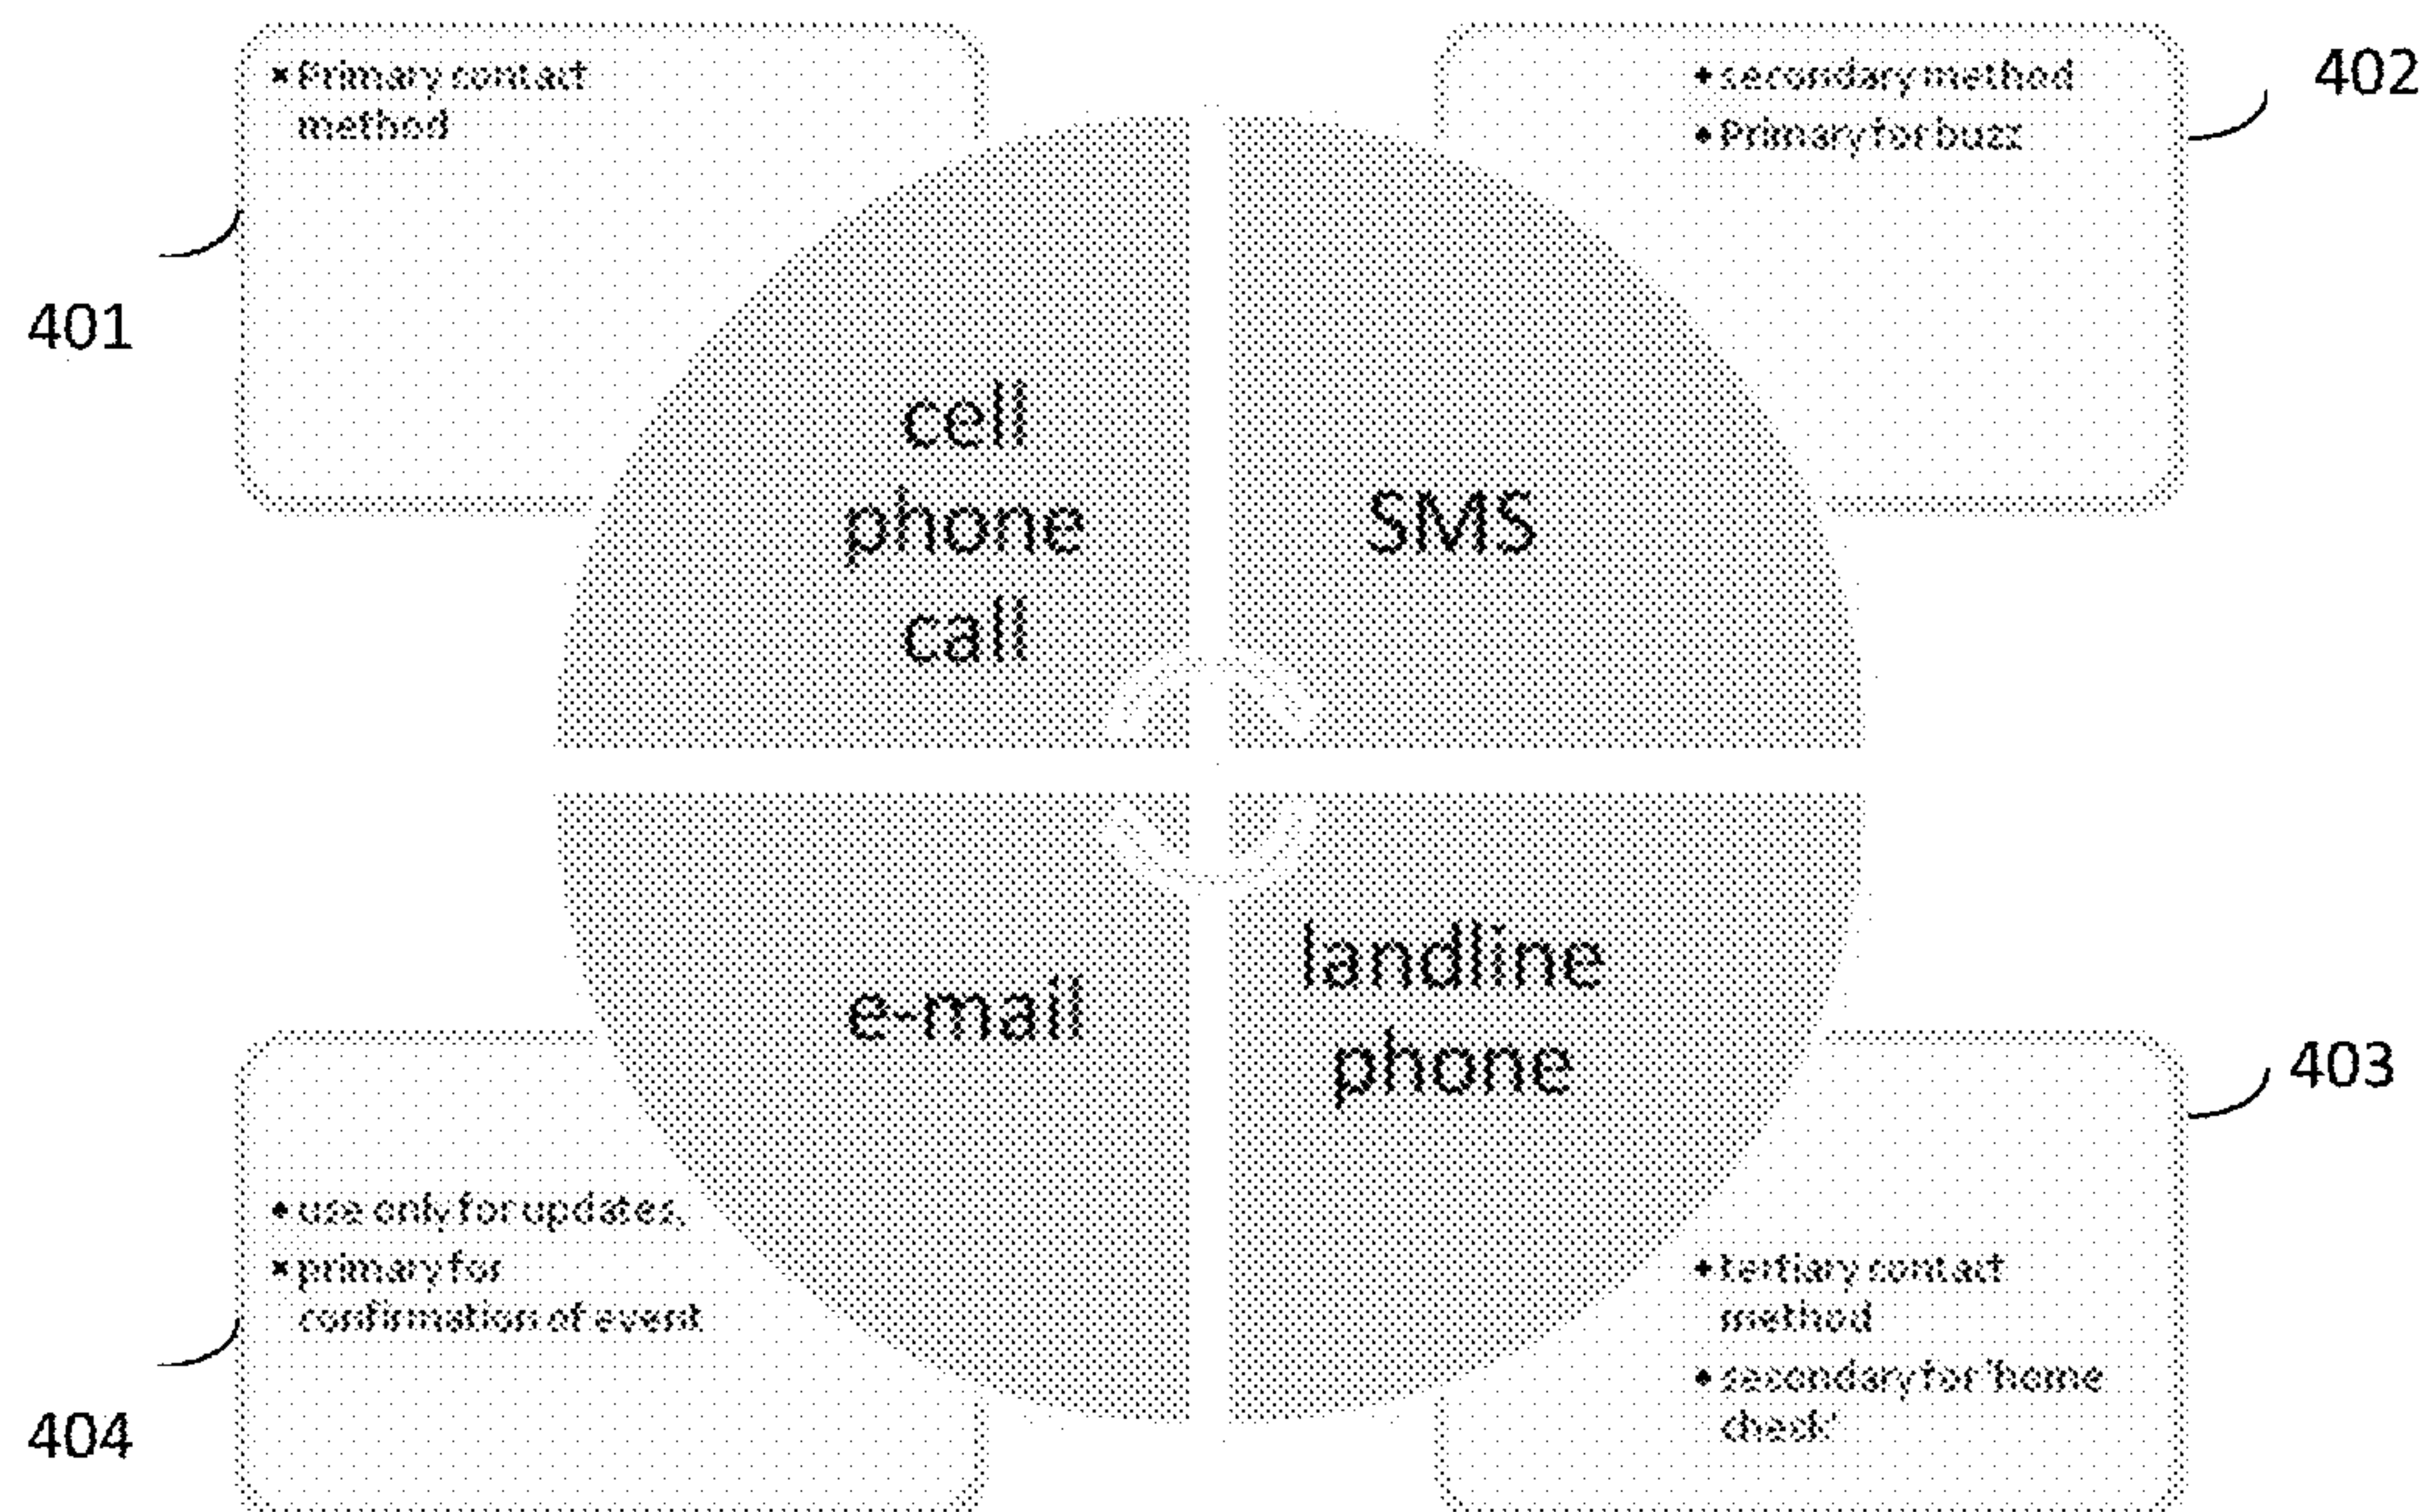 • Primary contact
method
• secondary method
• Primary for buzz
402
401
cell
phone
call
SMS
e-mail
landline
phone
403
• use only for updates,
• primary for
confirmation of event
• tertiary contact
method
• secondary for 'home
check'
404